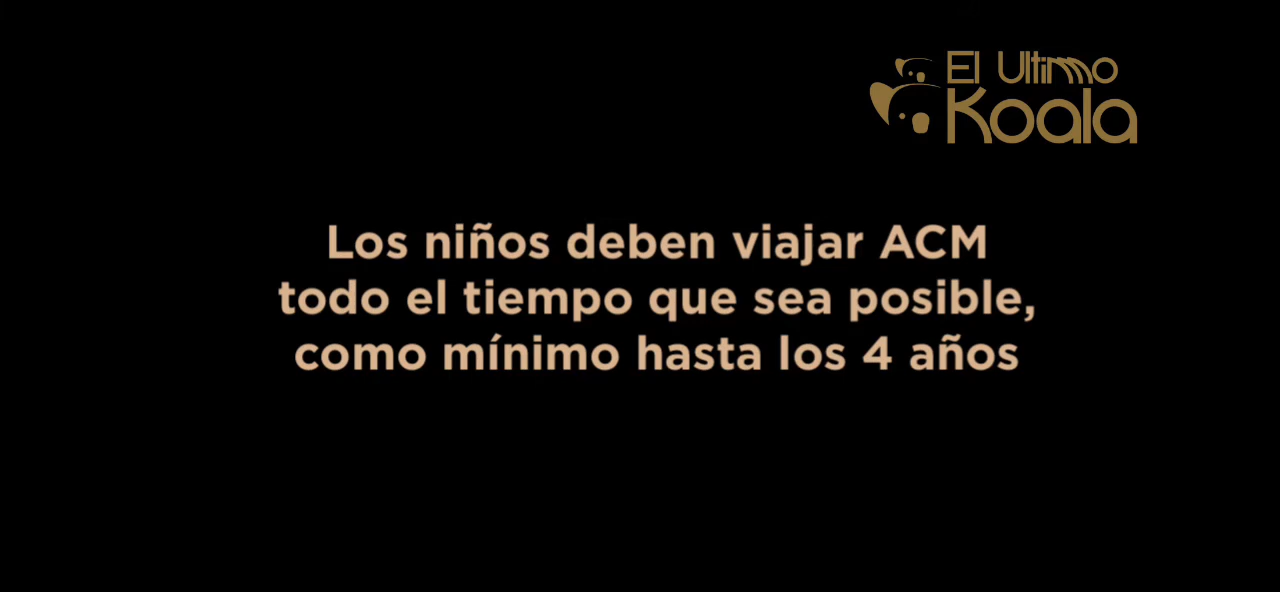 El Ultimo
Koala
Los niños deben viajar ACM
todo el tiempo que sea posible,
como mínimo hasta los 4 años